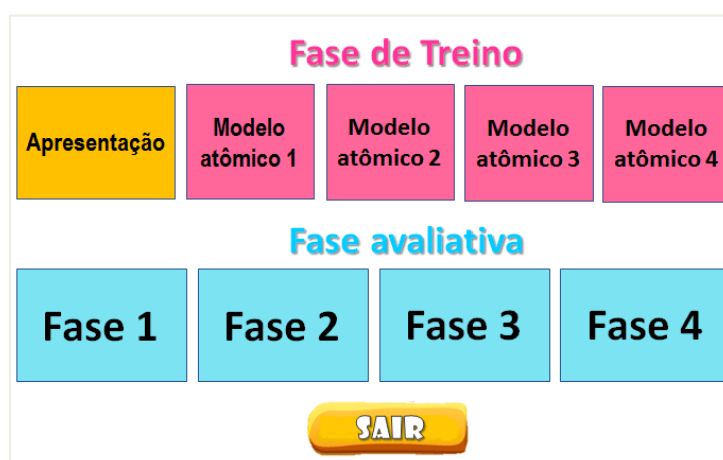 Fase de Treino
Apresentação
Modelo
atômico 1
Modelo
atômico 2
Modelo
atômico 3
Modelo
atômico 4
Fase avaliativa
Fase 1
Fase 2
Fase 3
Fase 4
SAIR